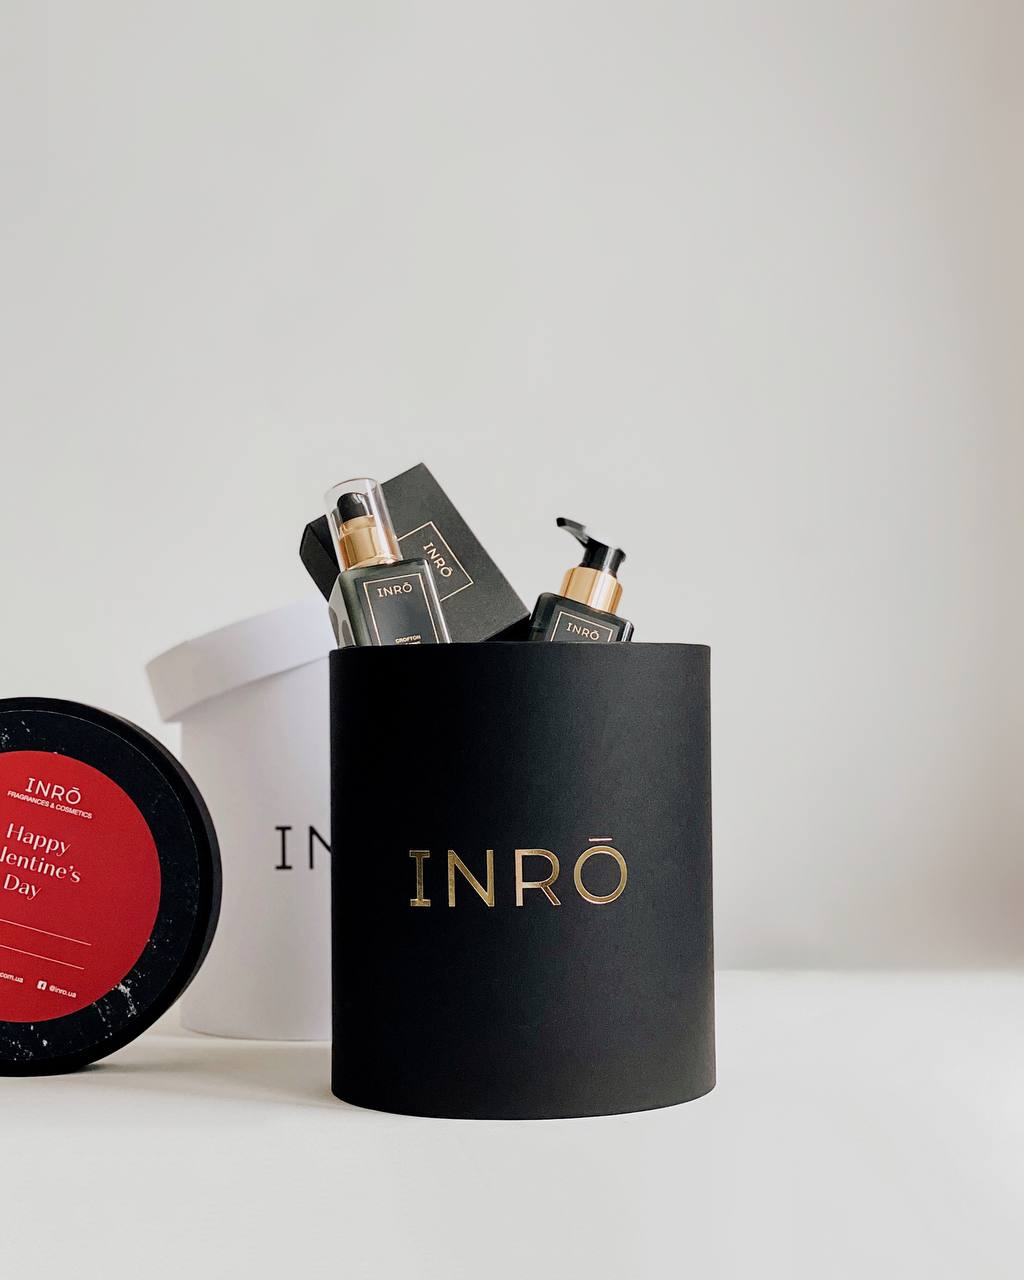 INRŌ
INRŌ
CROFTON
INRŌ
INRŌ
FRAGRANCES & COSMETICS
Happy
lentine's
Day
.com.ua
@inro.ua
IN
INRŌ